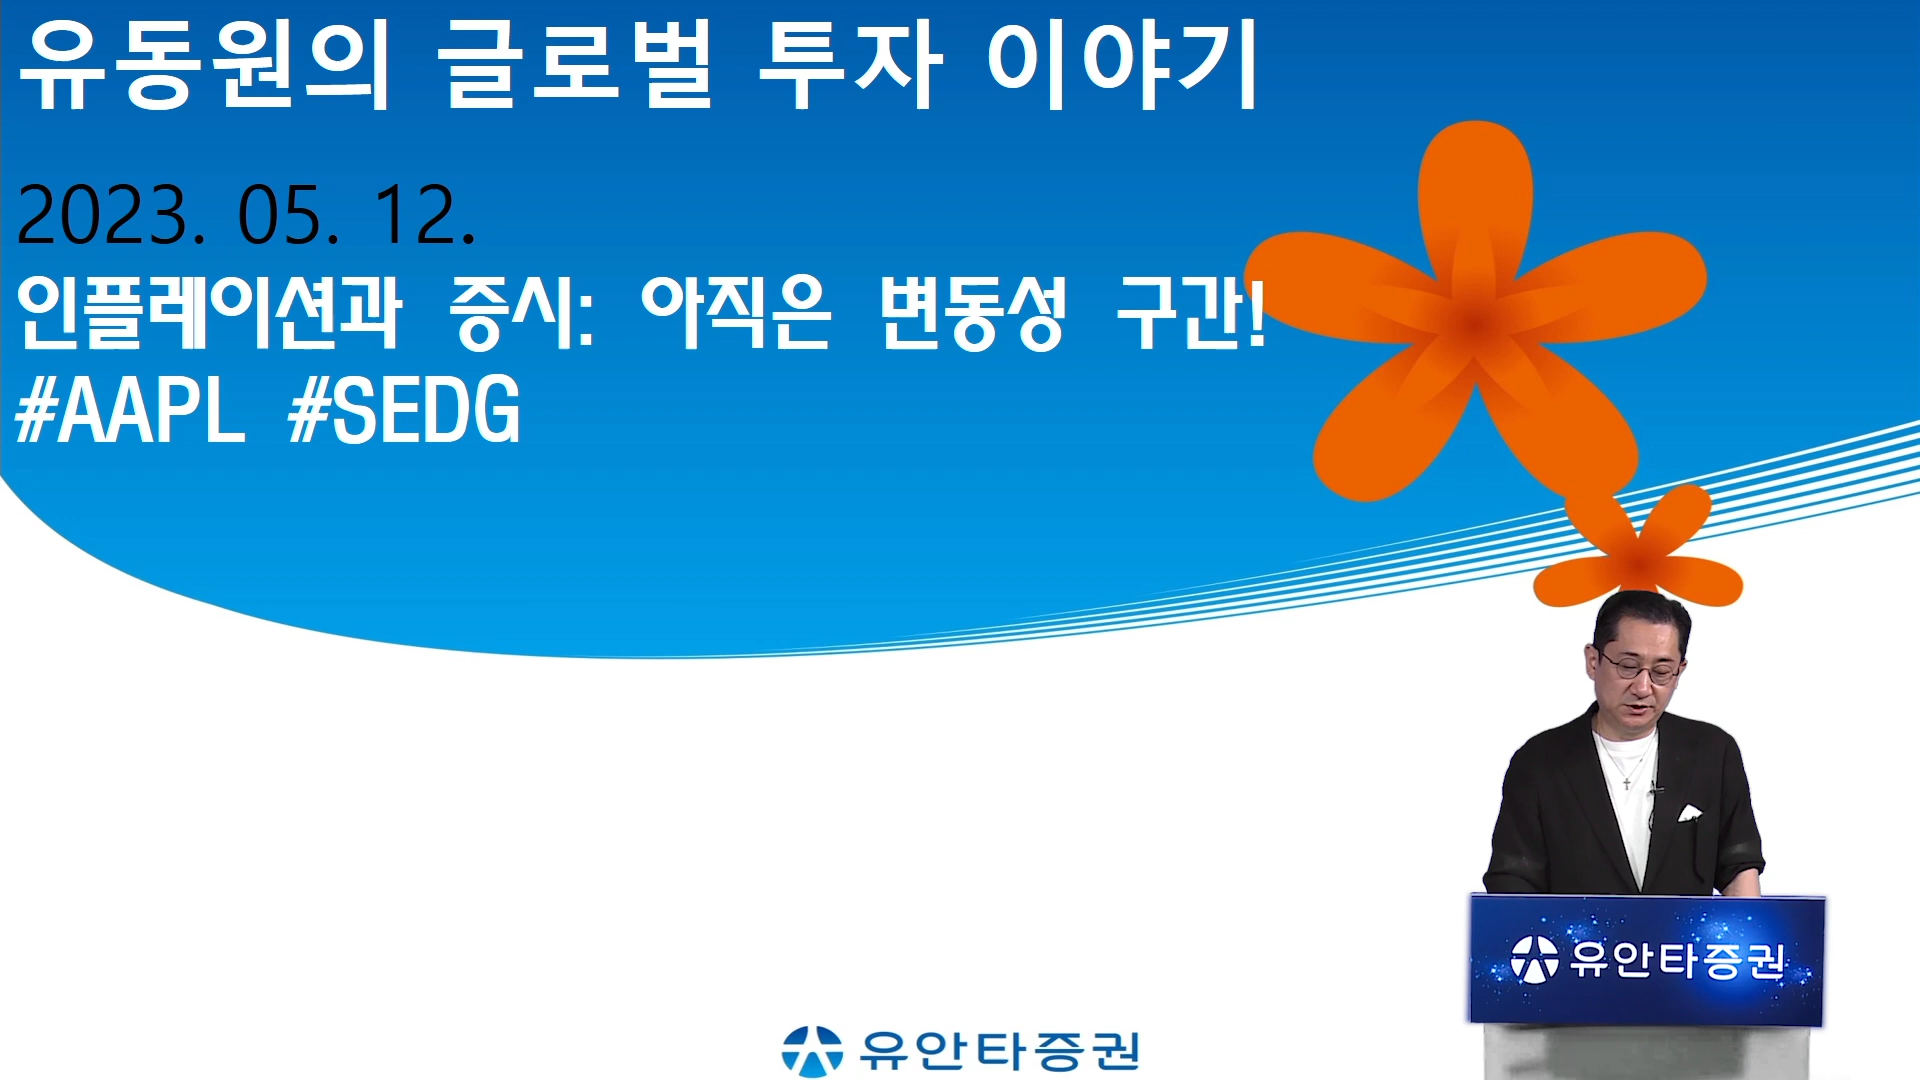 유동원의 글로벌 투자 이야기
2023. 05. 12.
인플레이션과 증시: 아직은 변동성 구간!
#AAPL #SEDG
유안타증권
유안타증권